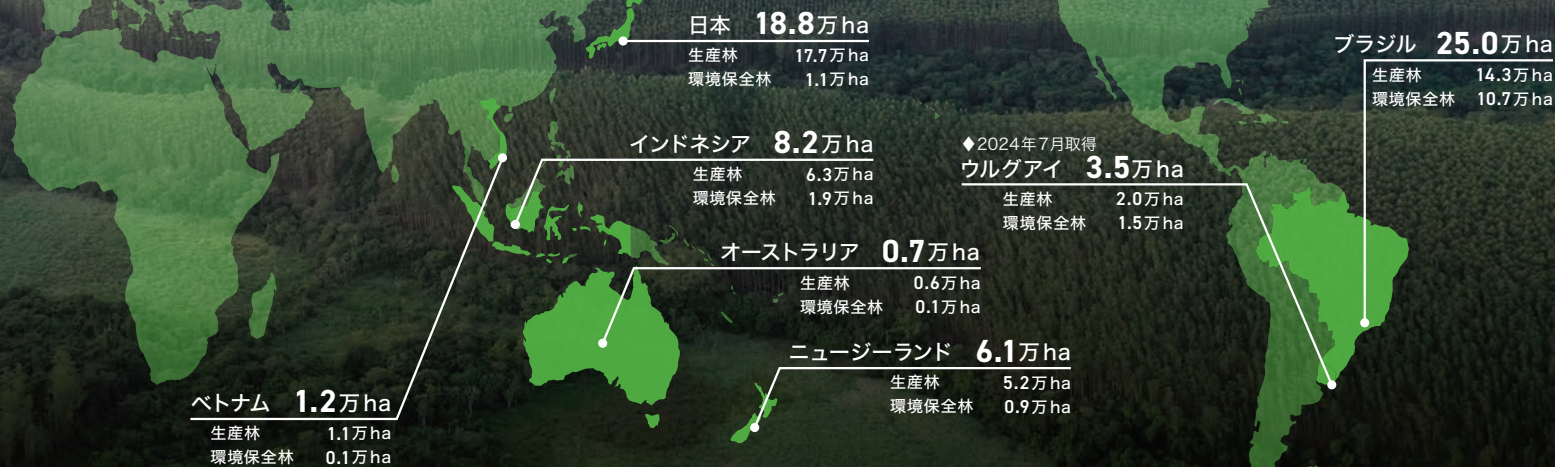 日本 18.8万ha
生産林 17.7万ha
環境保全林 1.1万ha
ブラジル 25.0万ha
生産林 14.3万ha
環境保全林 10.7万ha
インドネシア 8.2万ha
生産林 6.3万ha
環境保全林 1.9万ha
◆2024年7月取得
ウルグアイ 3.5万ha
生産林 2.0万ha
環境保全林 1.5万ha
オーストラリア 0.7万ha
生産林 0.6万ha
環境保全林 0.1万ha
ニュージーランド 6.1万ha
生産林 5.2万ha
環境保全林 0.9万ha
ベトナム 1.2万ha
生産林 1.1万ha
環境保全林 0.1万ha